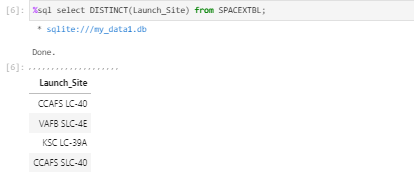 [6]: %sql select DISTINCT(Launch_Site) from SPACEXTBL;
* sqlite:///my_data1.db
Done.
[6]: ...................
Launch_Site
CCAFS LC-40
VAFB SLC-4E
KSC LC-39A
CCAFS SLC-40